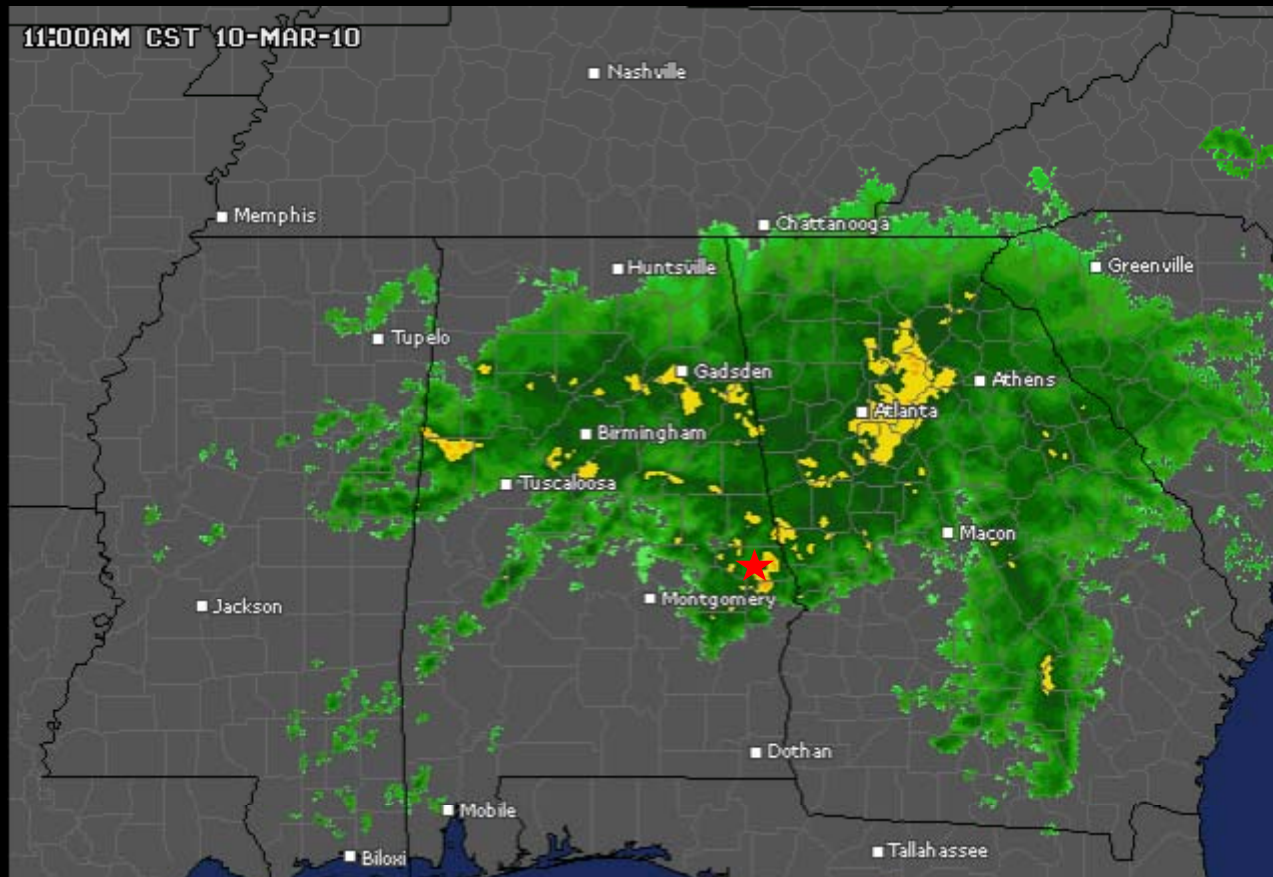 11:00AM CST 10-MAR-10
Nashville
Memphis
Chattanooga
Huntsville
Greenville
Tupelo
Gadsden
Athens
Atlanta
Birmingham
Tuscaloosa
Macon
Montgomery
Jackson
Dothan
Mobile
Tallahassee
Biloxi